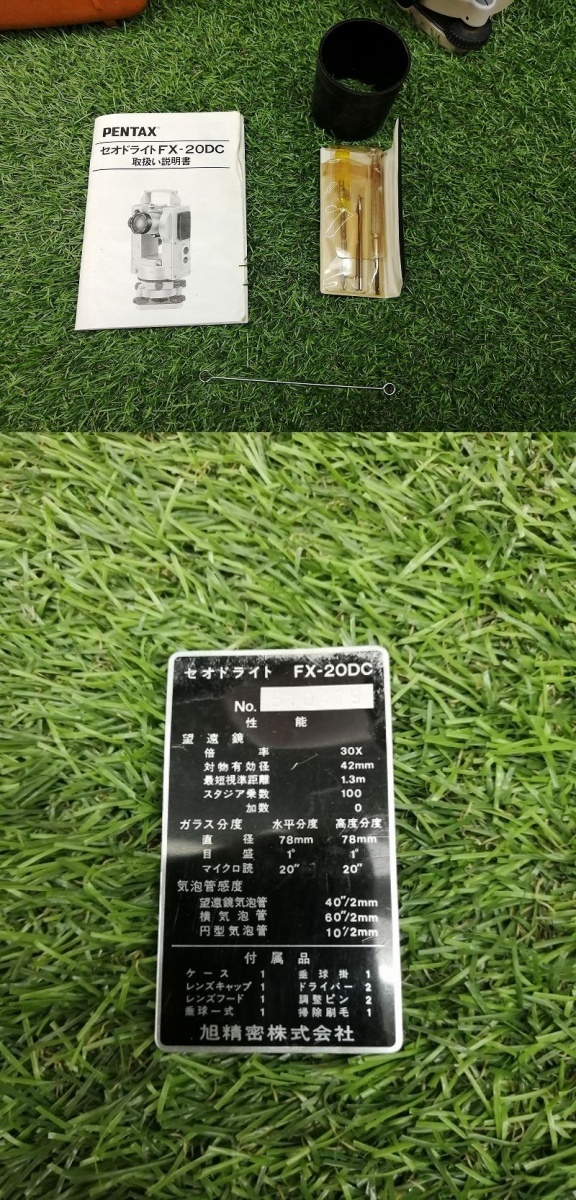 PENTAX
セオドライトFX-20DC
取扱い説明書
セオドライト FX-20DC
No.
性 能
望遠鏡
倍率 30X
対物有効径 42mm
最短視準距離 1.3m
スタジア乗数 100
加数 0
ガラス分度 水平分度 高度分度
直径 78mm 78mm
目盛 1° 1°
マイクロ読 20″ 20″
気泡管感度
望遠鏡気泡管 40″/2mm
横気泡管 60″/2mm
円型気泡管 10′/2mm
付属品
ケース 1 垂球掛 1
レンズキャップ 1 ドライバー 2
レンズフード 1 調整ピン 2
垂球一式 1 掃除刷毛 1
旭精密株式会社